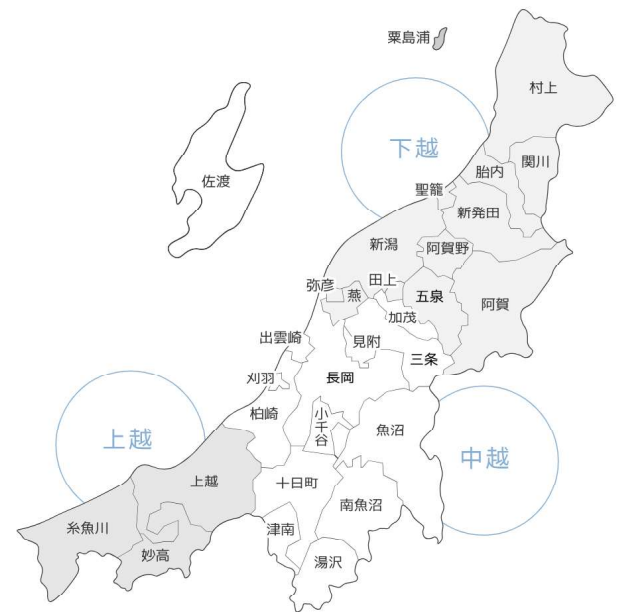 粟島浦
村上
下越
関川
胎内
佐渡
聖籠
新発田
新潟
阿賀野
田上
弥彦
燕
五泉
阿賀
加茂
出雲崎
見附
三条
刈羽
長岡
柏崎
小千谷
魚沼
上越
中越
上越
十日町
南魚沼
糸魚川
津南
妙高
湯沢